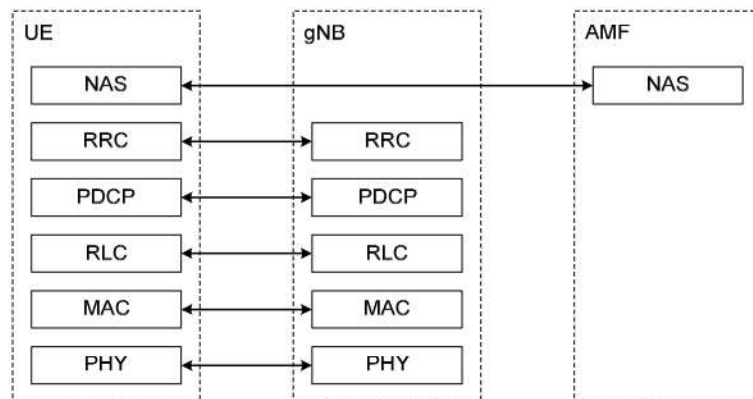 UE gNB AMF
NAS NAS
RRC RRC
PDCP PDCP
RLC RLC
MAC MAC
PHY PHY